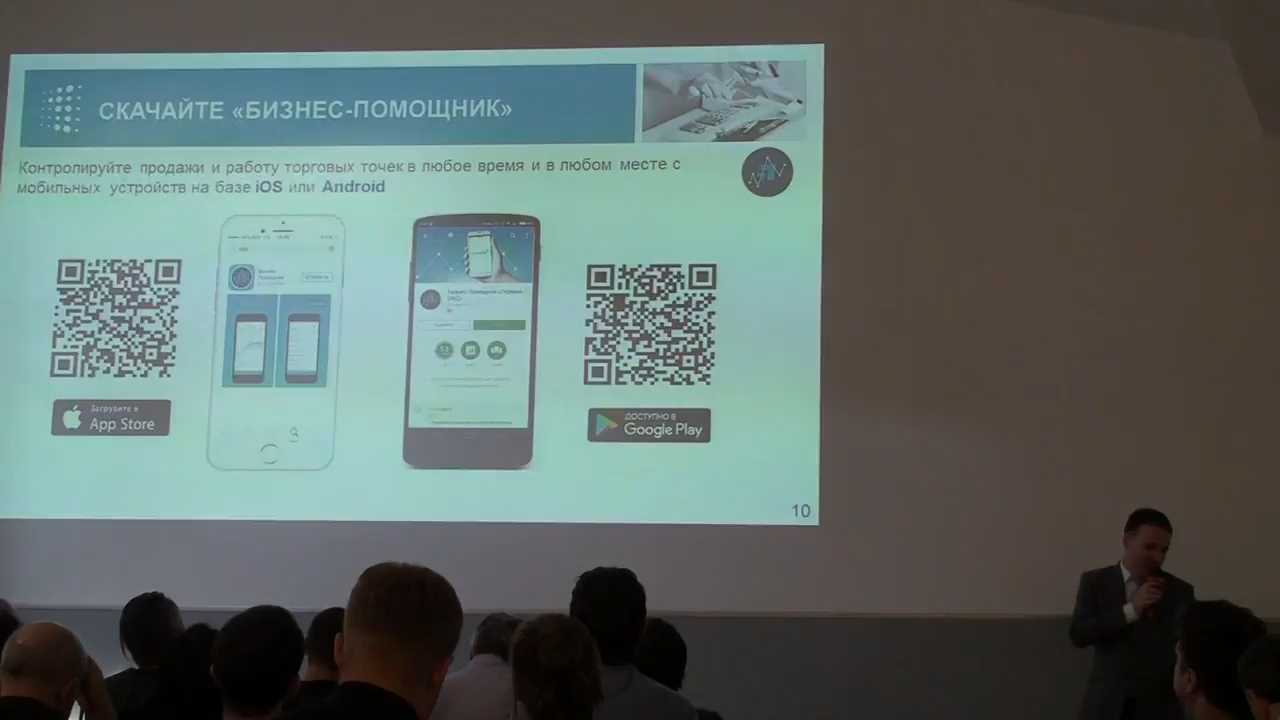 СКАЧАЙТЕ «БИЗНЕС-ПОМОЩНИК»
Контролируйте продажи и работу торговых точек в любое время и в любом месте с
мобильных устройств на базе iOS или Android
Загрузите в
App Store
ДОСТУПНО В
Google Play
10